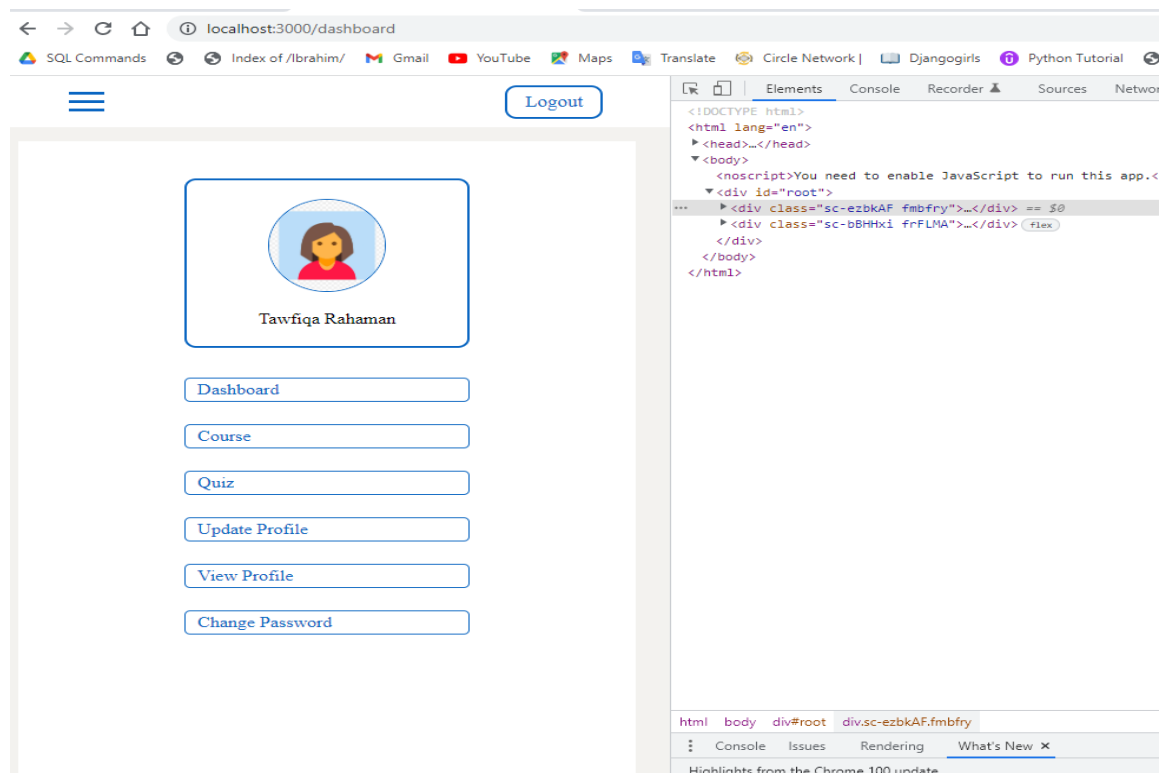 localhost:3000/dashboard
SQL Commands Index of /Ibrahim/ Gmail YouTube Maps Translate Circle Network | Djangogirls Python Tutorial
Logout
Tawfiqa Rahaman
Dashboard
Course
Quiz
Update Profile
View Profile
Change Password
Elements Console Recorder Sources Networ
<!DOCTYPE html>
<html lang="en">
<head>…</head>
<body>
<noscript>You need to enable JavaScript to run this app.<
<div id="root">
··· <div class="sc-ezbkAF fmbfry">…</div> == $0
<div class="sc-bBHHxi frFLMA">…</div> flex
</div>
</body>
</html>
html body div#root div.sc-ezbkAF.fmbfry
Console Issues Rendering What's New ×
Highlights from the Chrome 100 update